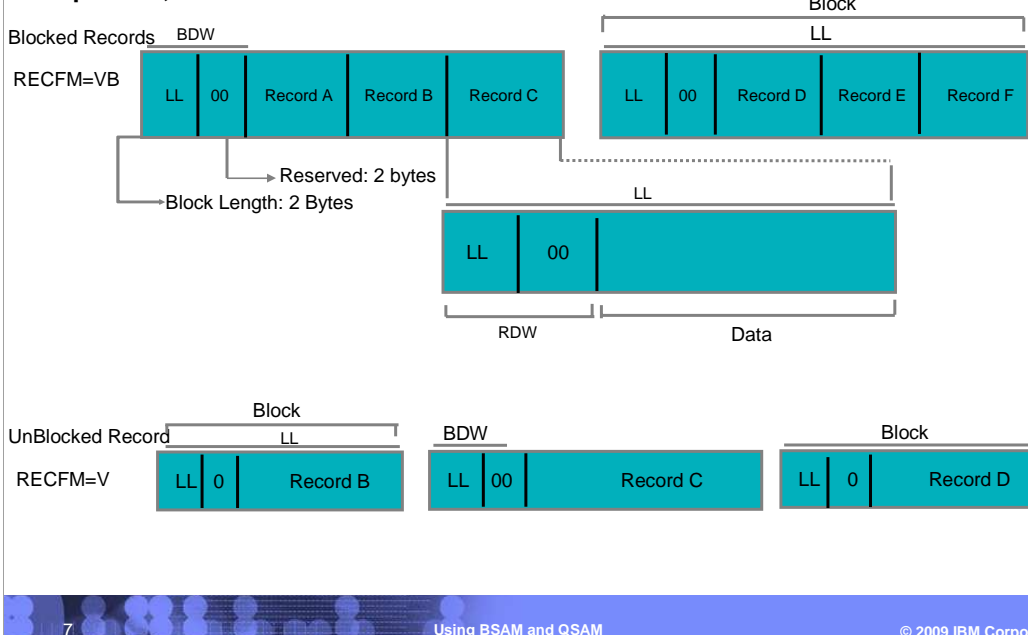 Block
Blocked Records BDW LL
RECFM=VB
LL 00 Record A Record B Record C LL 00 Record D Record E Record F
Reserved: 2 bytes
Block Length: 2 Bytes
LL
LL 00
RDW Data
Block
UnBlocked Record LL BDW Block
RECFM=V LL 0 Record B LL 00 Record C LL 0 Record D
7 Using BSAM and QSAM © 2009 IBM Corpo